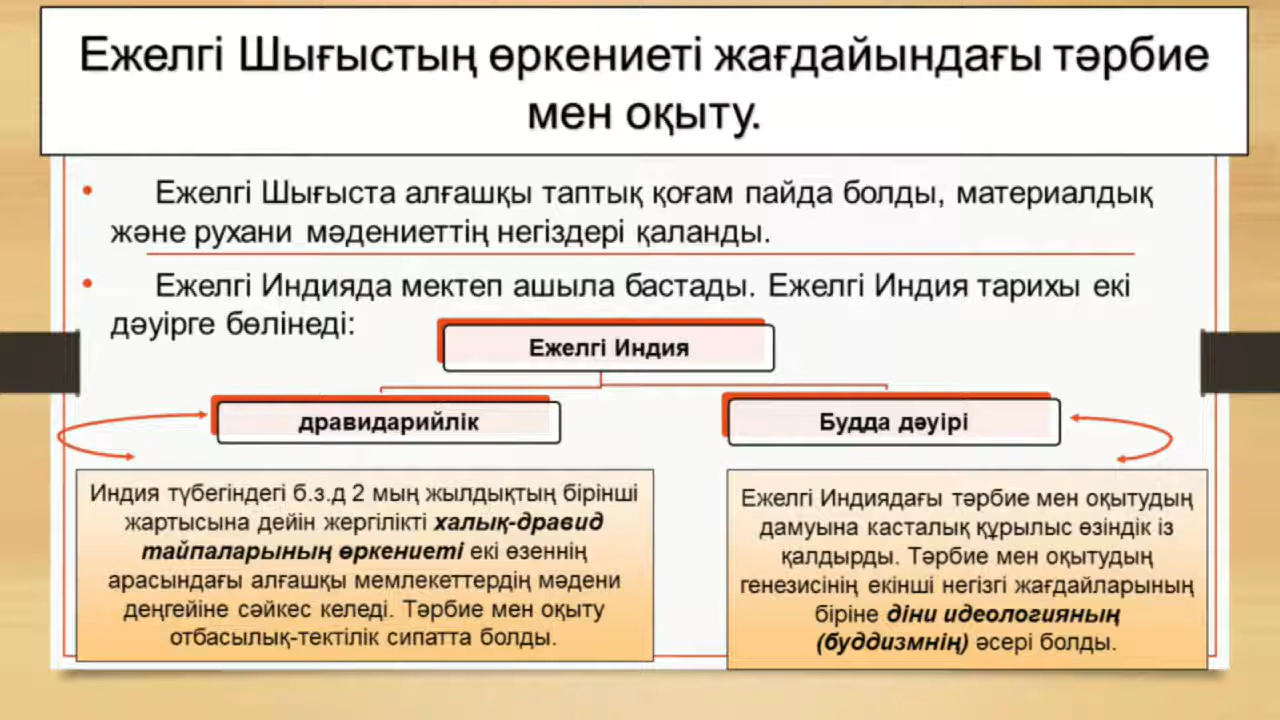 Ежелгі Шығыстың өркениеті жағдайындағы тәрбие
мен оқыту.
• Ежелгі Шығыста алғашқы таптық қоғам пайда болды, материалдық
және рухани мәдениеттің негіздері қаланды.
• Ежелгі Индияда мектеп ашыла бастады. Ежелгі Индия тарихы екі
дәуірге бөлінеді:
Ежелгі Индия
дравидарийлік
Будда дәуірі
Индия түбегіндегі б.з.д 2 мың жылдықтың бірінші
жартысына дейін жергілікті халық-дравид
тайпаларының өркениеті екі өзеннің
арасындағы алғашқы мемлекеттердің мәдени
деңгейіне сәйкес келеді. Тәрбие мен оқыту
отбасылық-тектілік сипатта болды.
Ежелгі Индиядағы тәрбие мен оқытудың
дамуына касталық құрылыс өзіндік із
қалдырды. Тәрбие мен оқытудың
генезисінің екінші негізгі жағдайларының
біріне діни идеологияның
(буддизмнің) әсері болды.